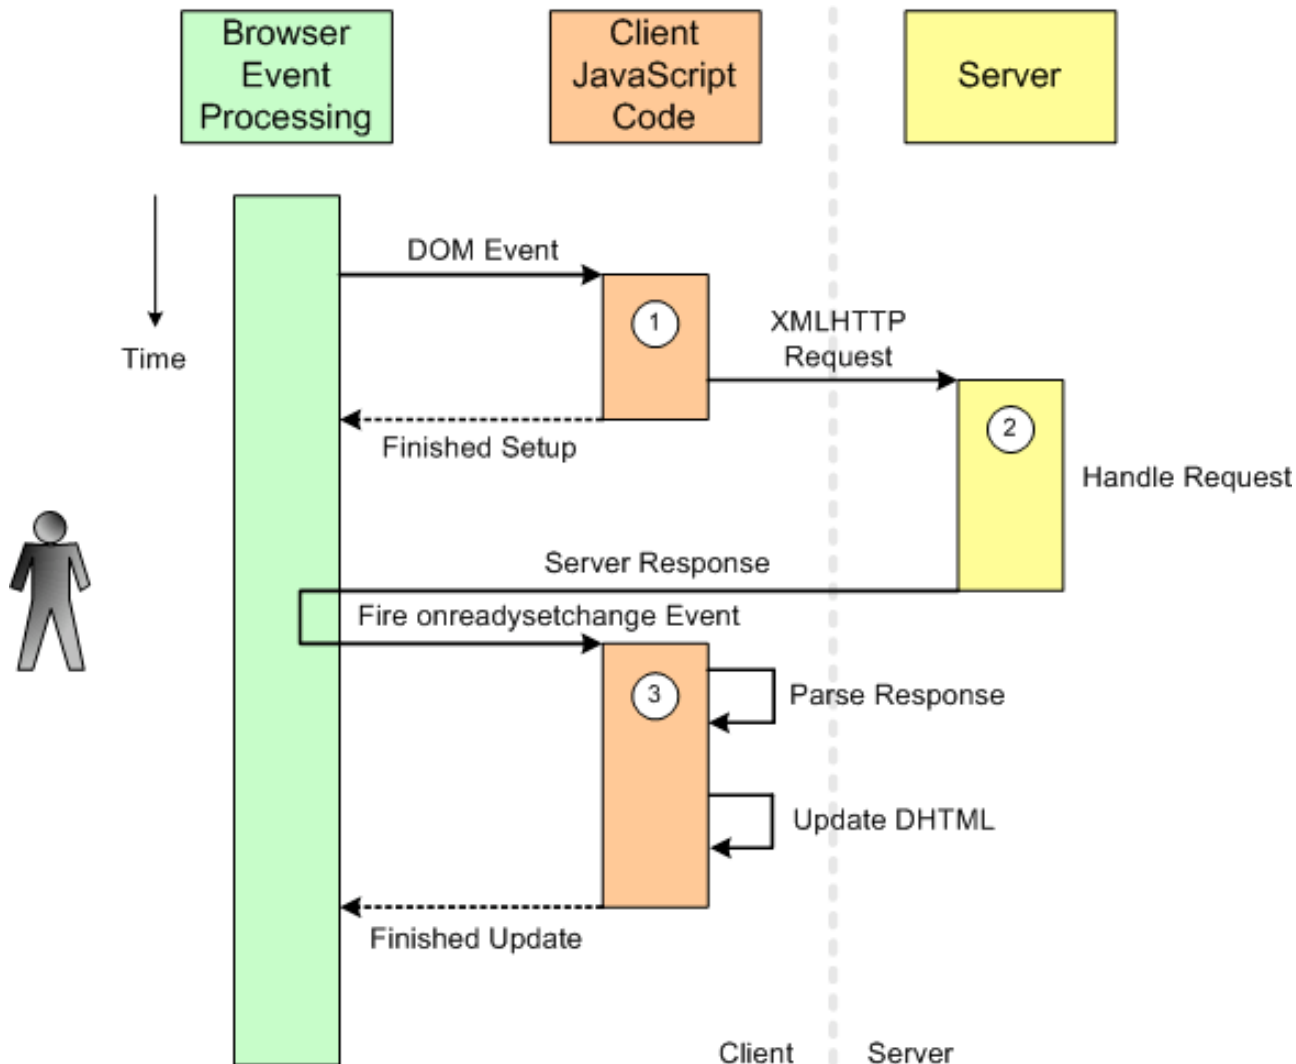 Browser
Event
Processing
Client
JavaScript
Code
Server
DOM Event
1
XMLHTTP
Request
Time
2
Finished Setup
Handle Request
Server Response
Fire onreadysetchange Event
3
Parse Response
Update DHTML
Finished Update
Client
Server